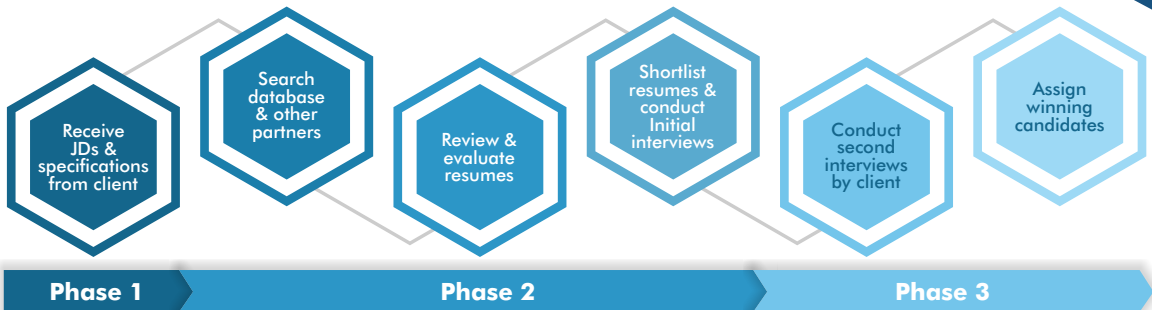 Receive
JDs &
specifications
from client
Search
database
& other
partners
Review &
evaluate
resumes
Shortlist
resumes &
conduct
Initial
interviews
Conduct
second
interviews
by client
Assign
winning
candidates
Phase 1
Phase 2
Phase 3